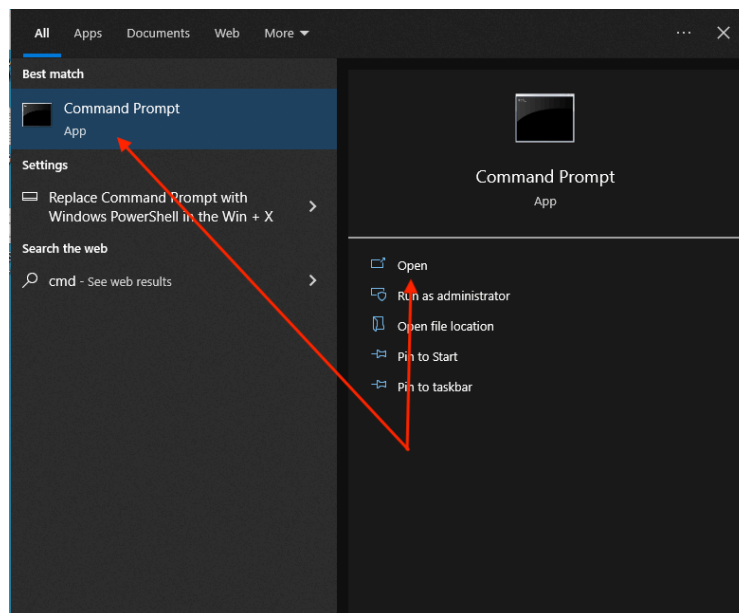 All Apps Documents Web More
Best match
Command Prompt
App
Settings
Replace Command Prompt with
Windows PowerShell in the Win + X
Search the web
cmd - See web results
Command Prompt
App
Open
Run as administrator
Open file location
Pin to Start
Pin to taskbar